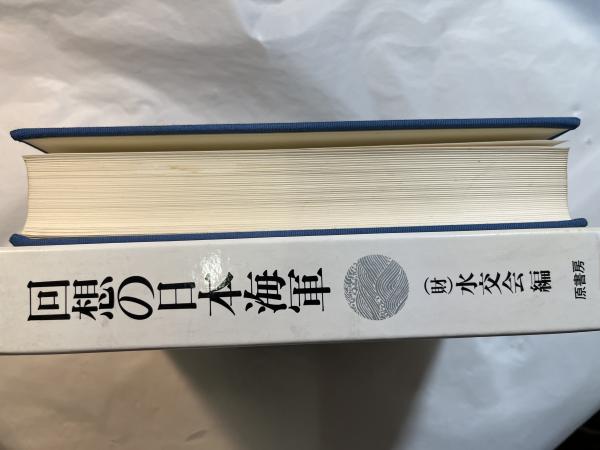 回想の日本海軍
(財)水交会編
原書房